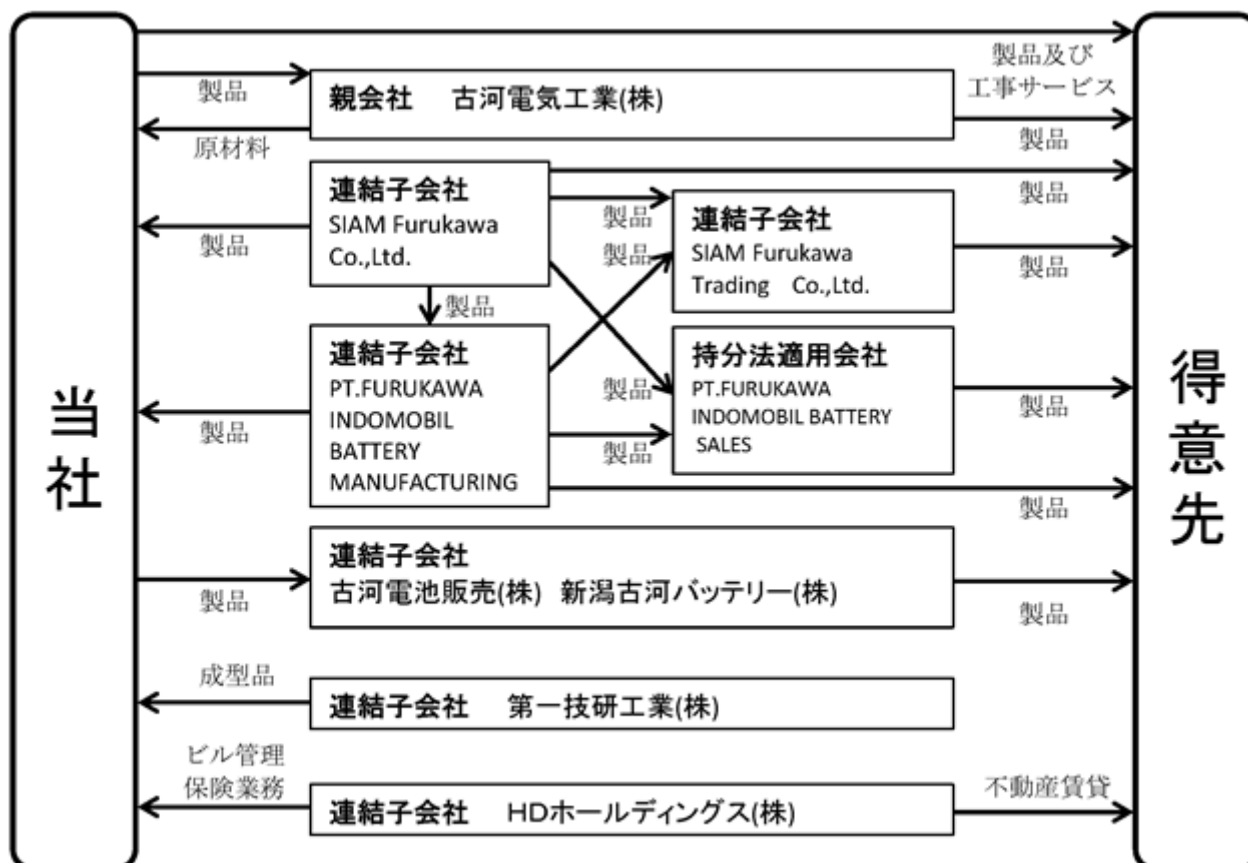 当社
製品及び
工事サービス
製品
親会社 古河電気工業(株)
原材料
製品
連結子会社
SIAM Furukawa
Co.,Ltd.
製品
製品
製品
連結子会社
SIAM Furukawa
Trading Co.,Ltd.
製品
製品
製品
連結子会社
PT.FURUKAWA
INDOMOBIL
BATTERY
MANUFACTURING
製品
製品
製品
持分法適用会社
PT.FURUKAWA
INDOMOBIL BATTERY
SALES
製品
製品
連結子会社
古河電池販売(株) 新潟古河バッテリー(株)
製品
製品
成型品
連結子会社 第一技研工業(株)
ビル管理
保険業務
連結子会社 HDホールディングス(株)
不動産賃貸
得意先